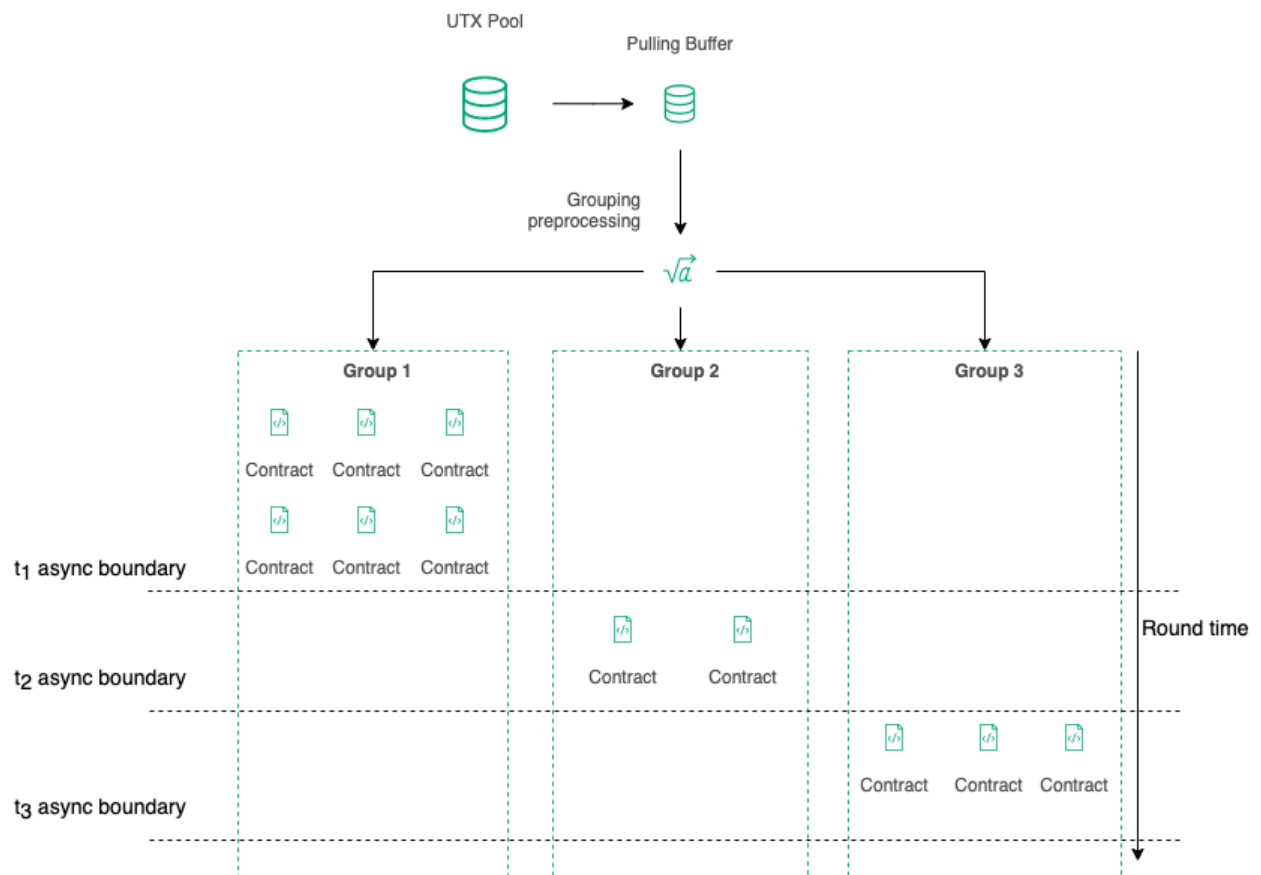 UTX Pool
Pulling Buffer
Grouping
preprocessing
√a
Group 1
Group 2
Group 3
</> </> </>
Contract Contract Contract
</> </> </>
t1 async boundary
Contract Contract Contract
</> </>
Round time
t2 async boundary
Contract Contract
</> </> </>
Contract Contract Contract
t3 async boundary